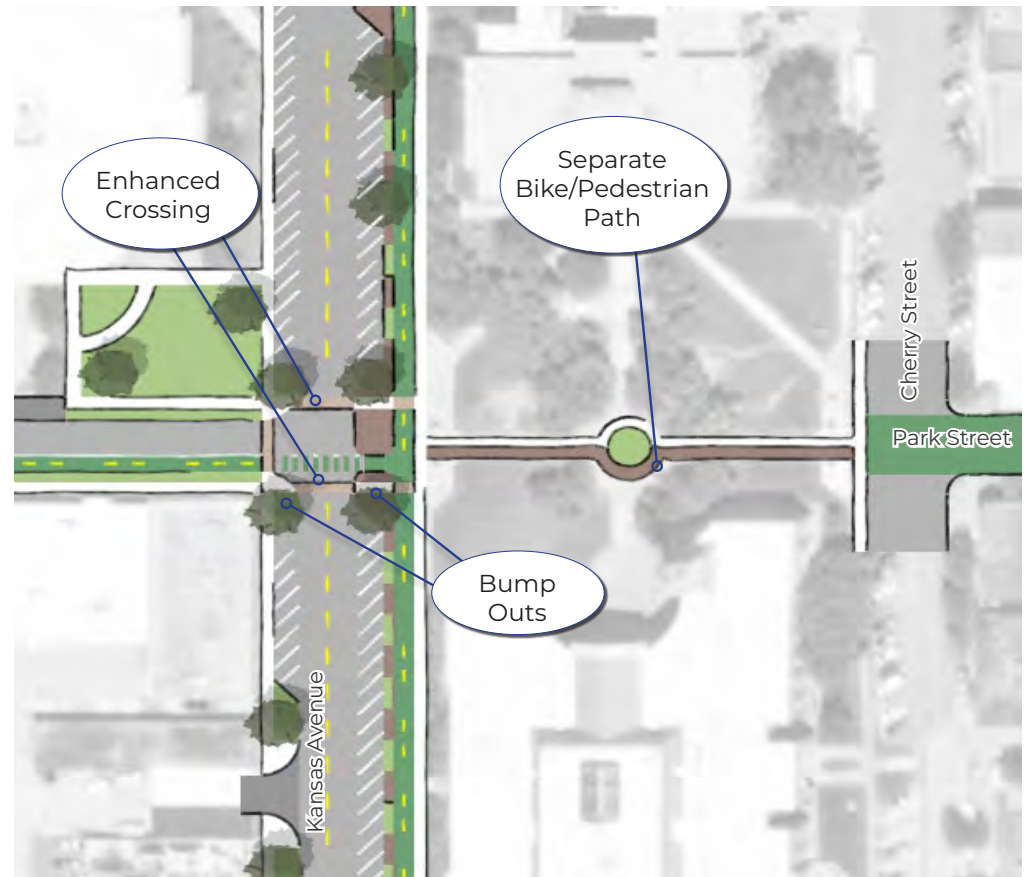 Enhanced
Crossing
Separate
Bike/Pedestrian
Path
Cherry Street
Park Street
Bump
Outs
Kansas Avenue